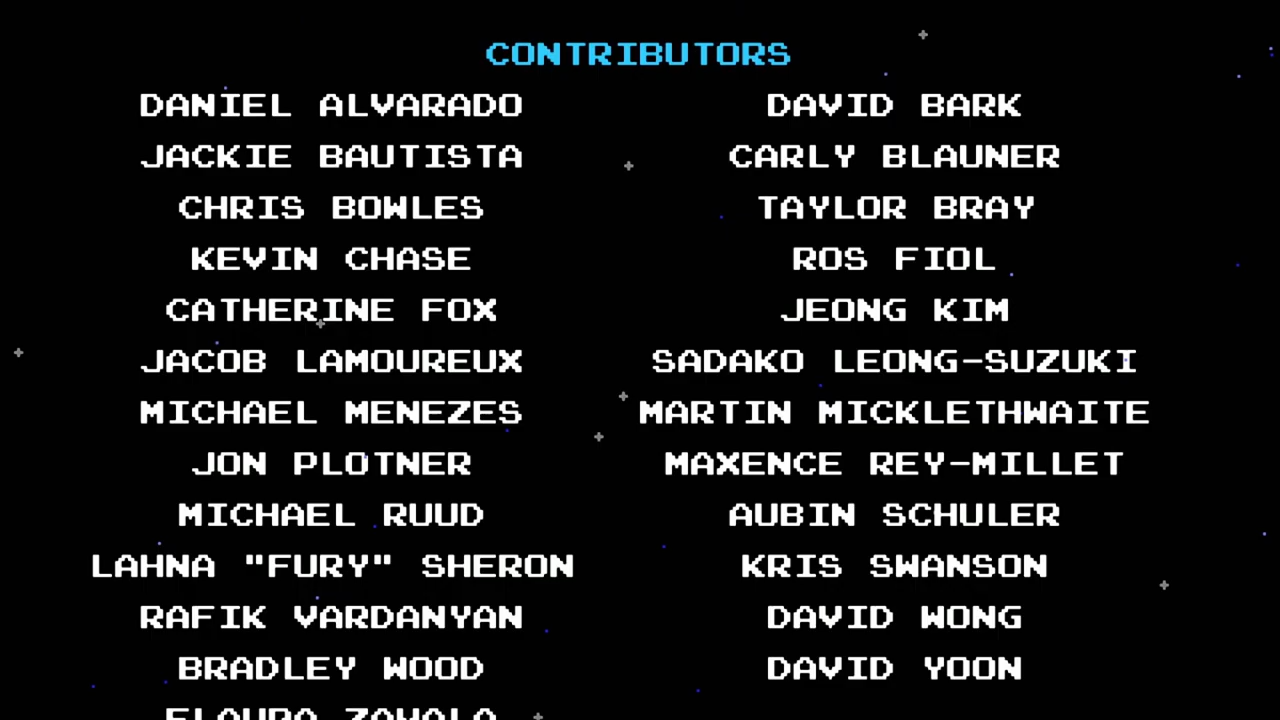 CONTRIBUTORS
DANIEL ALVARADO DAVID BARK
JACKIE BAUTISTA CARLY BLAUNER
CHRIS BOWLES TAYLOR BRAY
KEVIN CHASE ROS FIOL
CATHERINE FOX JEONG KIM
JACOB LAMOUREUX SADAKO LEONG-SUZUKI
MICHAEL MENEZES MARTIN MICKLETHWAITE
JON PLOTNER MAXENCE REY-MILLET
MICHAEL RUUD AUBIN SCHULER
LAHNA "FURY" SHERON KRIS SWANSON
RAFIK VARDANYAN DAVID WONG
BRADLEY WOOD DAVID YOON